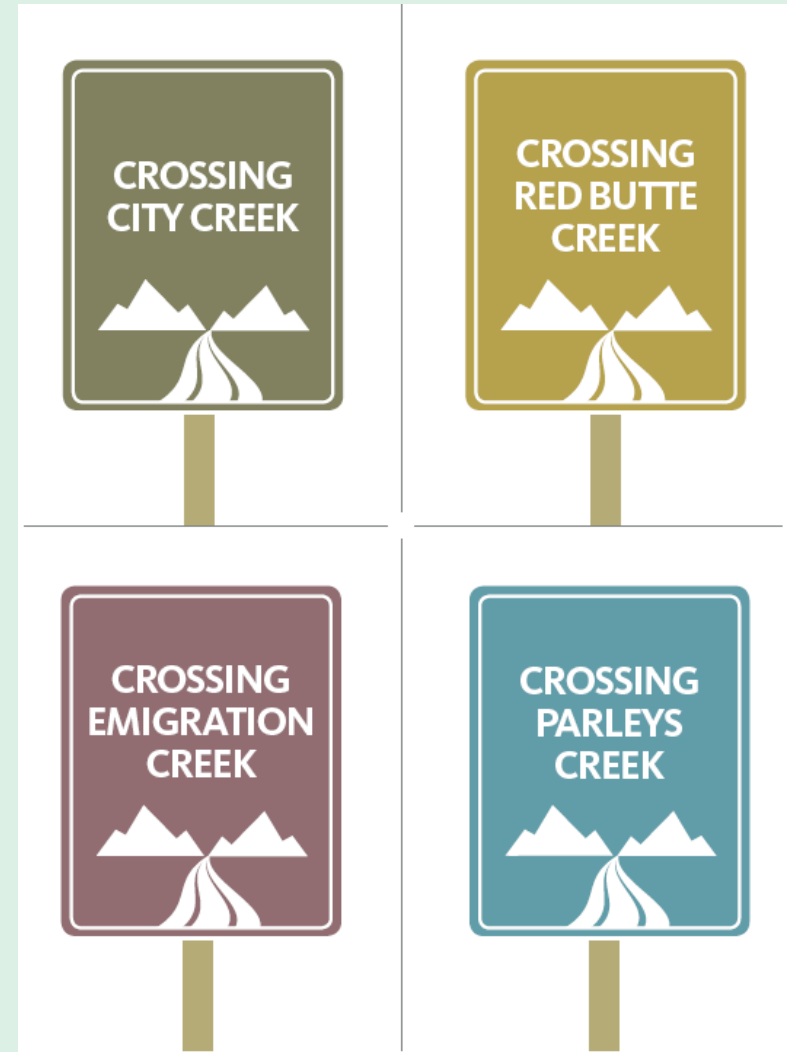 CROSSING
CITY CREEK
CROSSING
RED BUTTE
CREEK
CROSSING
EMIGRATION
CREEK
CROSSING
PARLEYS
CREEK